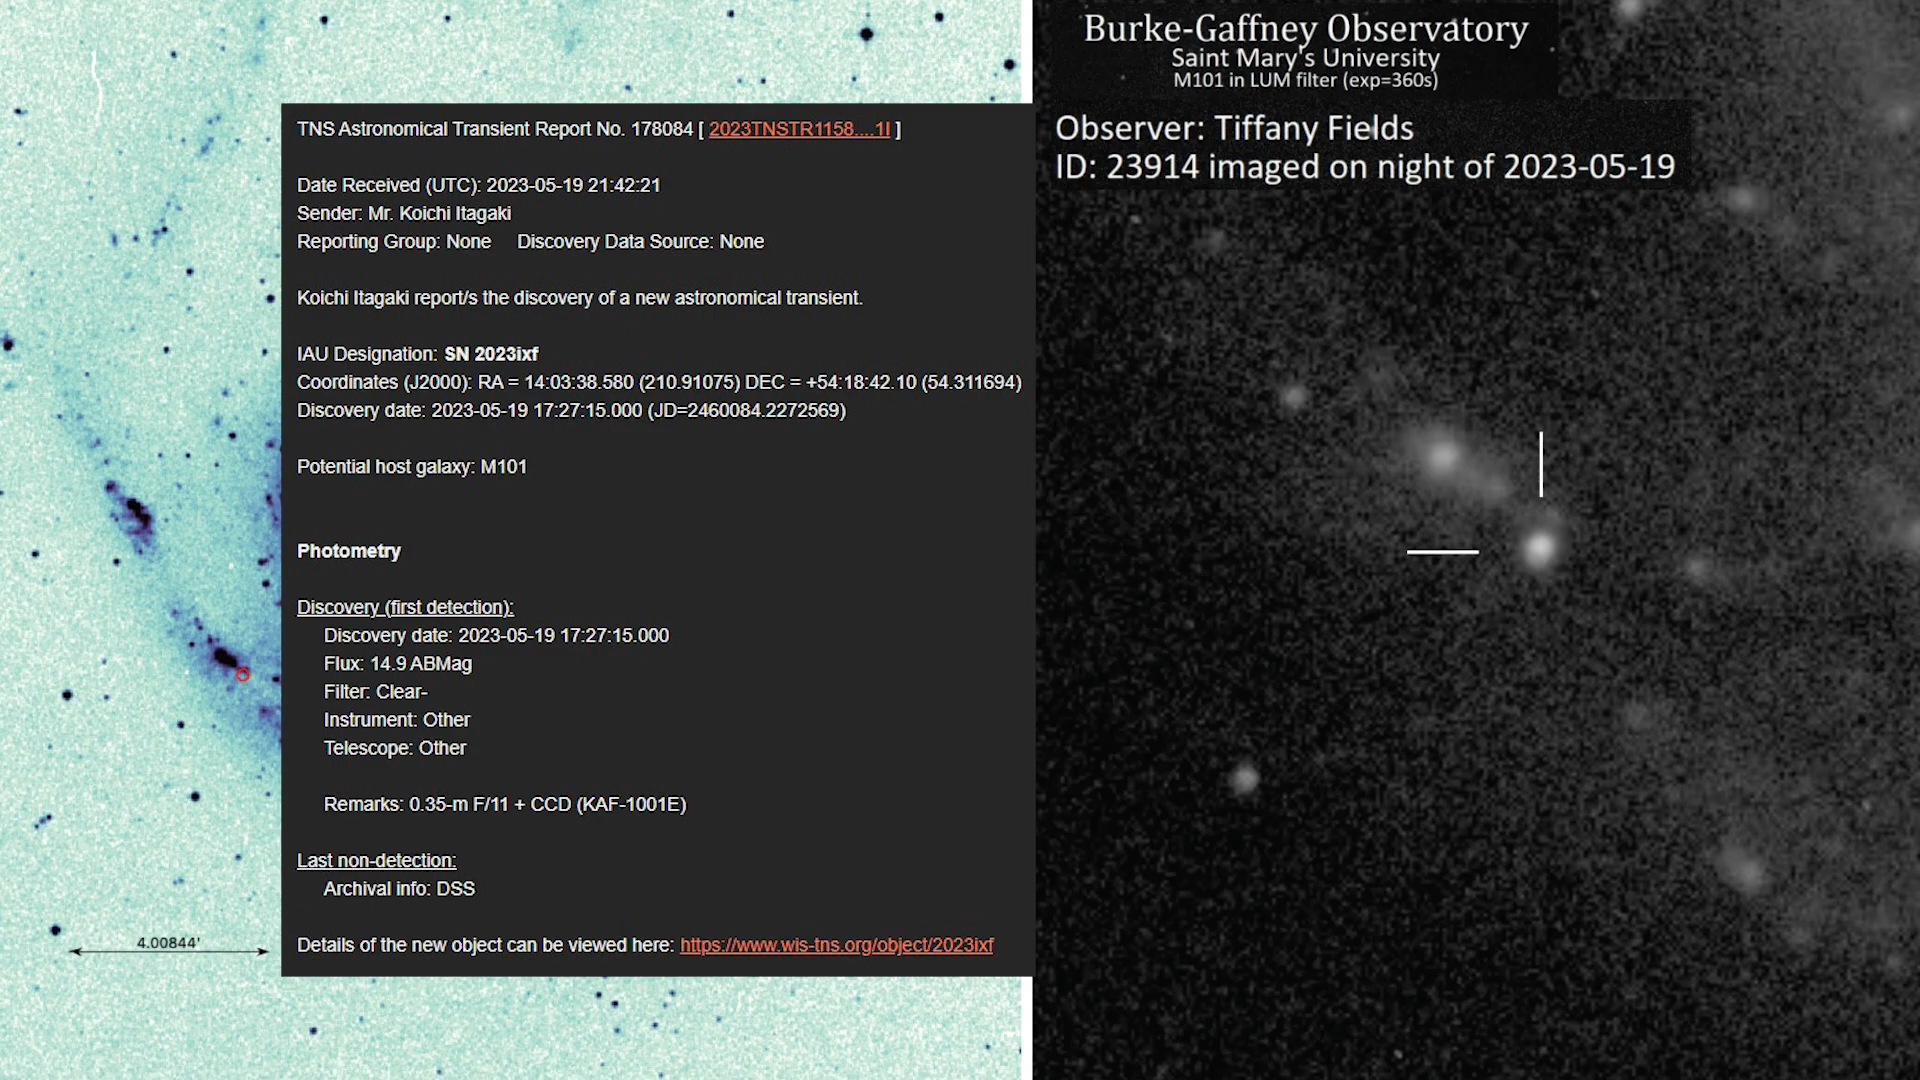 TNS Astronomical Transient Report No. 178084 [ 2023TNSTR1158....1I ]
Date Received (UTC): 2023-05-19 21:42:21
Sender: Mr. Koichi Itagaki
Reporting Group: None Discovery Data Source: None
Koichi Itagaki report/s the discovery of a new astronomical transient.
IAU Designation: SN 2023ixf
Coordinates (J2000): RA = 14:03:38.580 (210.91075) DEC = +54:18:42.10 (54.311694)
Discovery date: 2023-05-19 17:27:15.000 (JD=2460084.2272569)
Potential host galaxy: M101
Photometry
Discovery (first detection):
Discovery date: 2023-05-19 17:27:15.000
Flux: 14.9 ABMag
Filter: Clear-
Instrument: Other
Telescope: Other
Remarks: 0.35-m F/11 + CCD (KAF-1001E)
Last non-detection:
Archival info: DSS
Details of the new object can be viewed here: https://www.wis-tns.org/object/2023ixf
4.00844'
Burke-Gaffney Observatory
Saint Mary's University
M101 in LUM filter (exp=360s)
Observer: Tiffany Fields
ID: 23914 imaged on night of 2023-05-19